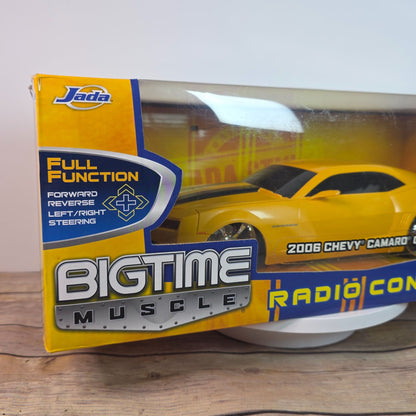 Jada
FULL
FUNCTION
FORWARD
REVERSE
LEFT/RIGHT
STEERING
2006 CHEVY CAMARO
BIGTIME
MUSCLE
RADIO CON